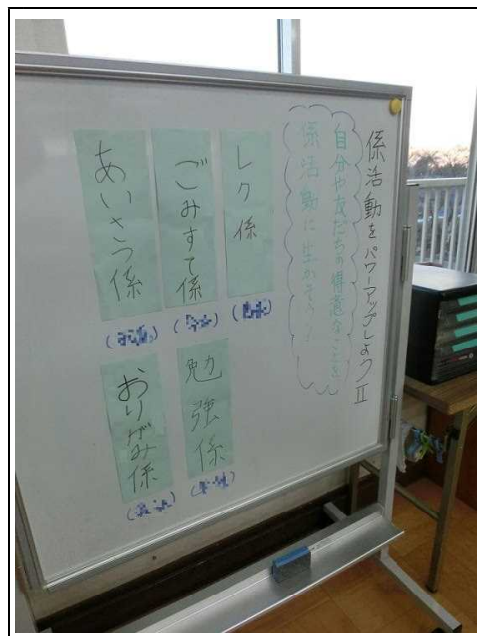 係活動をパワーアップしようⅡ
自分や友だちの得意なことを
係活動に生かそう！
レク係
ごみすて係
あいさつ係
勉強係
おりがみ係